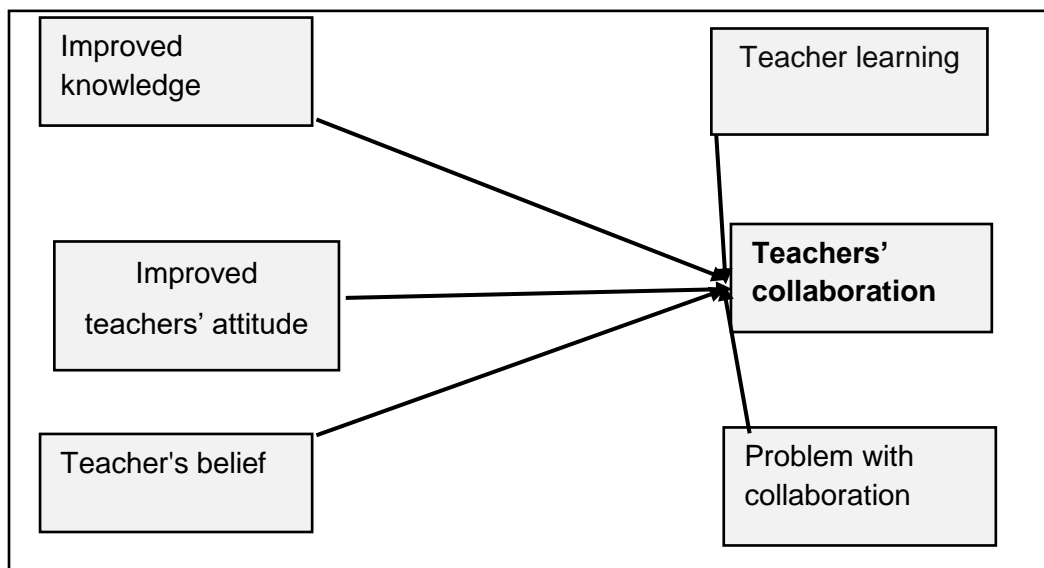 Improved
knowledge
Teacher learning
Improved
teachers’ attitude
Teachers’
collaboration
Teacher's belief
Problem with
collaboration